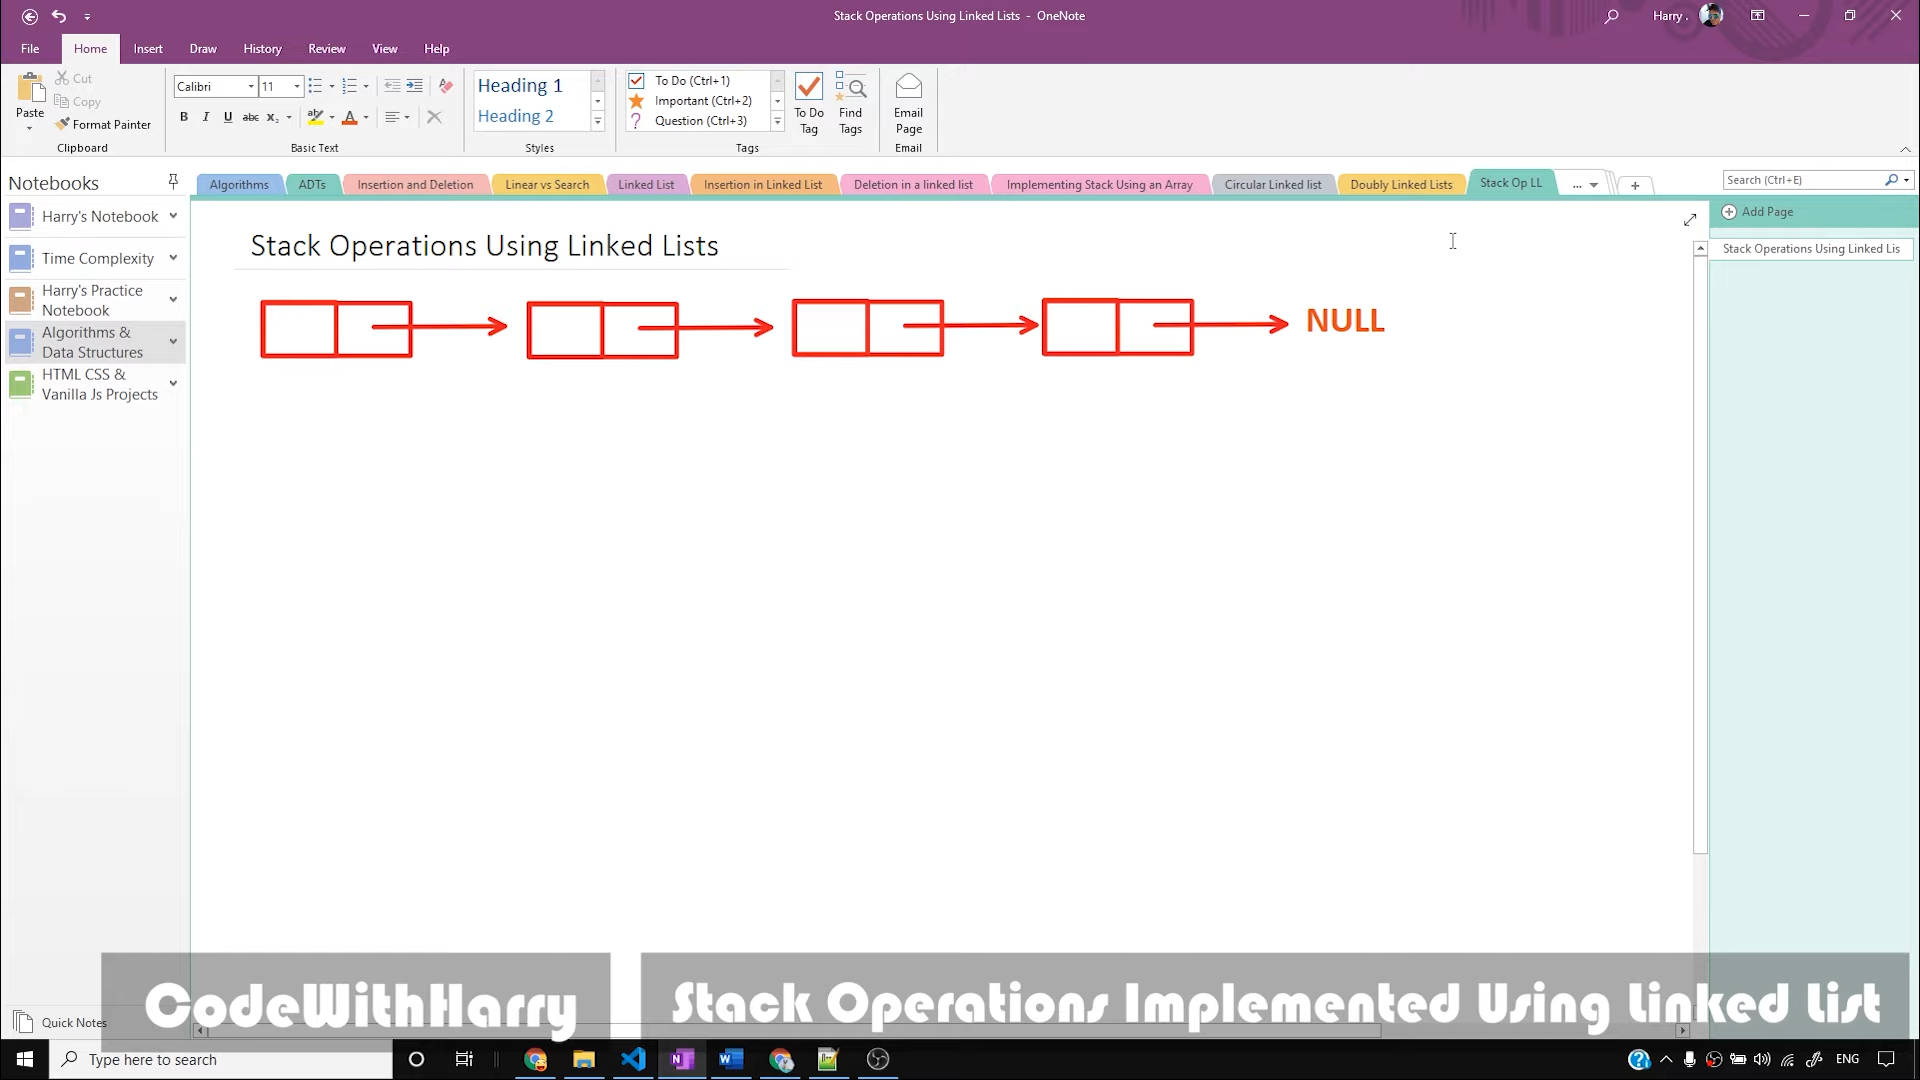 Stack Operations Using Linked Lists - OneNote
Harry .
File Home Insert Draw History Review View Help
Paste
Cut
Copy
Format Painter
Clipboard
Calibri 11
B I U abc x₂
A
Basic Text
Heading 1
Heading 2
Styles
To Do (Ctrl+1)
Important (Ctrl+2)
Question (Ctrl+3)
To Do Tag
Find Tags
Tags
Email Page
Email
Notebooks
Harry's Notebook
Time Complexity
Harry's Practice
Notebook
Algorithms &
Data Structures
HTML CSS &
Vanilla Js Projects
Quick Notes
Algorithms ADTs Insertion and Deletion Linear vs Search Linked List Insertion in Linked List Deletion in a linked list Implementing Stack Using an Array Circular Linked list Doubly Linked Lists Stack Op LL ...
Search (Ctrl+E)
Add Page
Stack Operations Using Linked Lis
Stack Operations Using Linked Lists
NULL
CodeWithHarry
Stack Operations Implemented Using Linked List
Type here to search
ENG